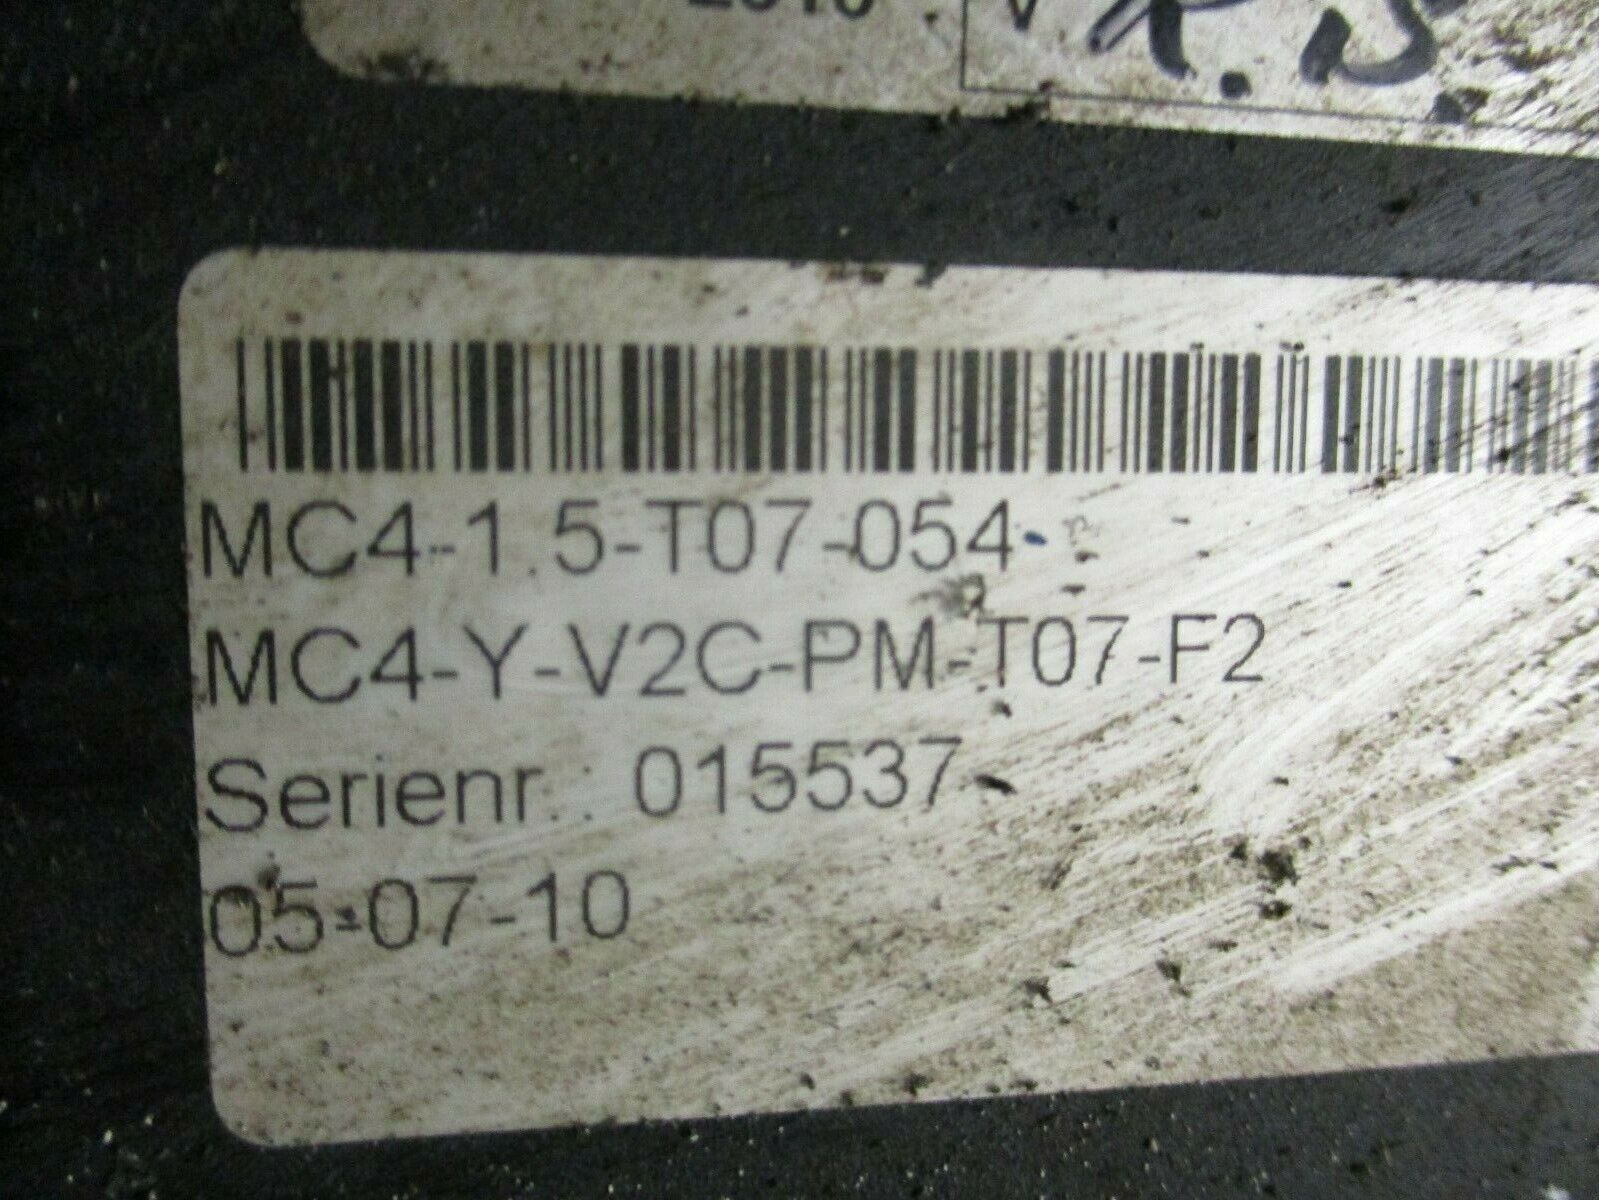 MC4-1.5-T07-054
MC4-Y-V2C-PM-T07-F2
Serienr.: 015537
05-07-10